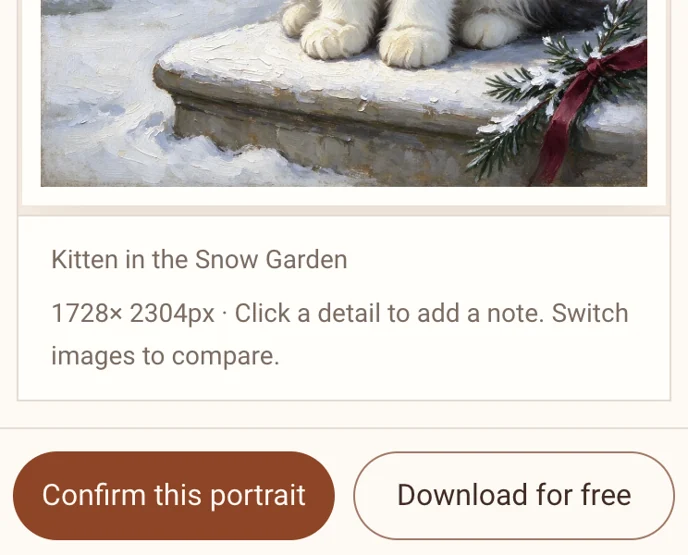 Kitten in the Snow Garden
1728× 2304px · Click a detail to add a note. Switch
images to compare.
Confirm this portrait
Download for free